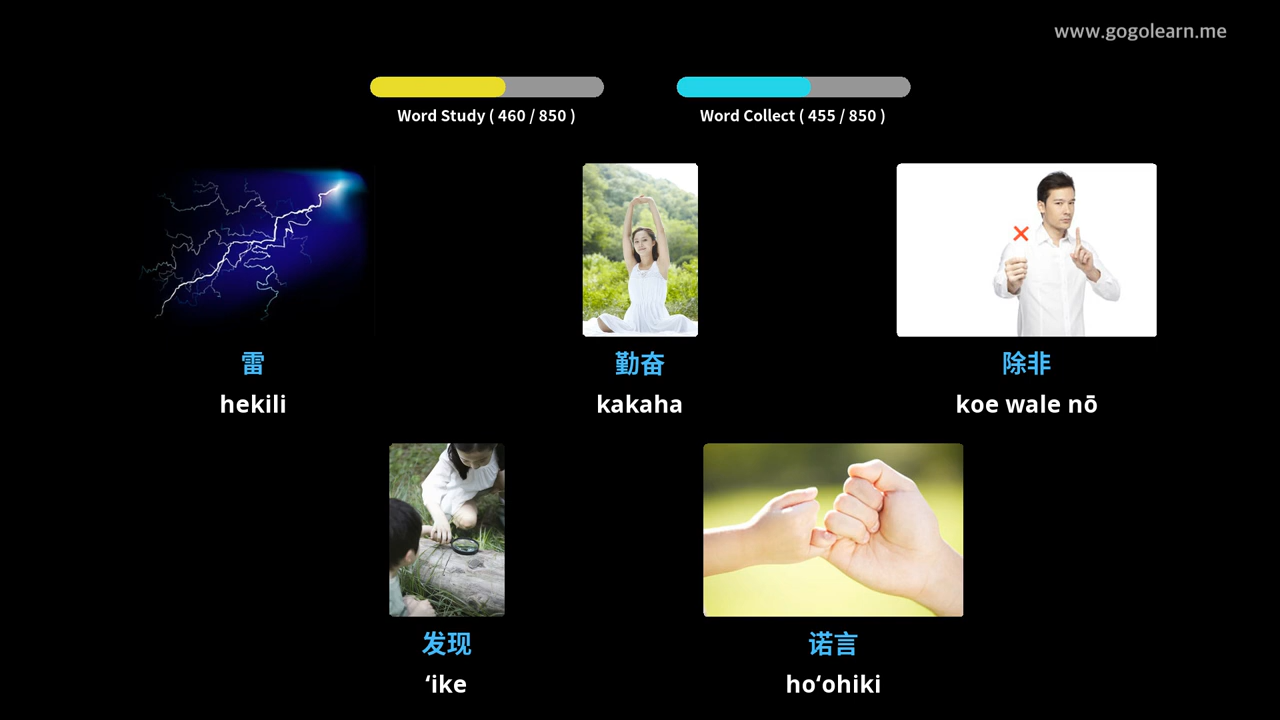 www.gogolearn.me
Word Study ( 460 / 850 )
Word Collect ( 455 / 850 )
雷
hekili
勤奋
kakaha
除非
koe wale nō
发现
ʻike
诺言
hoʻohiki